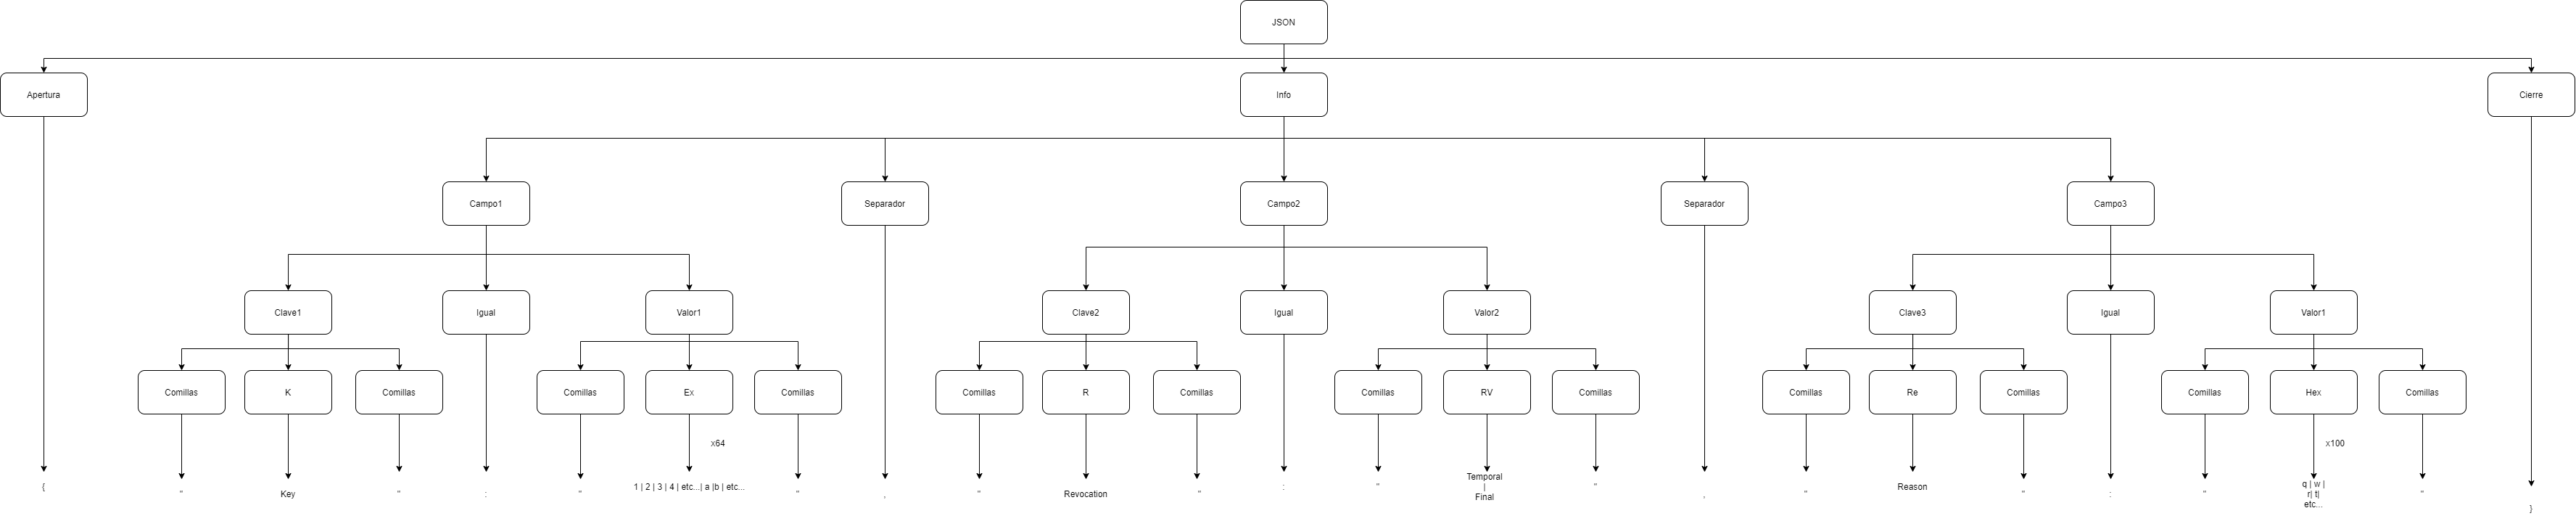 JSON
Apertura
Info
Cierre
Campo1
Separador
Campo2
Separador
Campo3
Clave1
Igual
Valor1
Clave2
Igual
Valor2
Clave3
Igual
Valor1
Comillas
K
Comillas
Comillas
Ex
Comillas
Comillas
R
Comillas
Comillas
RV
Comillas
Comillas
Re
Comillas
Comillas
Hex
Comillas
x64
x100
{
"
Key
"
:
"
1 | 2 | 3 | 4 | etc...| a |b | etc...
"
,
"
Revocation
"
:
"
Temporal
|
Final
"
,
"
Reason
"
:
"
q | w |
r| t|
etc...
"
}